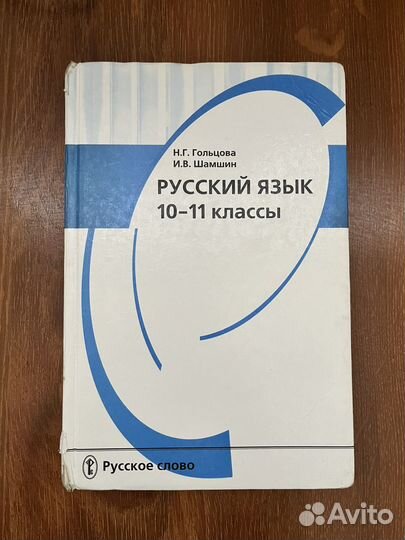 Н.Г. Гольцова
И.В. Шамшин
РУССКИЙ ЯЗЫК
10–11 классы
Русское слово
Avito